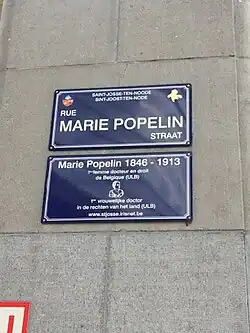 SAINT-JOSSE-TEN-NOODE
SINT-JOOST-TEN-NODE
RUE
MARIE POPELIN
STRAAT
Marie Popelin 1846 - 1913
1re femme docteur en droit
de Belgique (ULB)
1ste vrouwelijke doctor
in de rechten van het land (ULB)
www.stjosse.irisnet.be